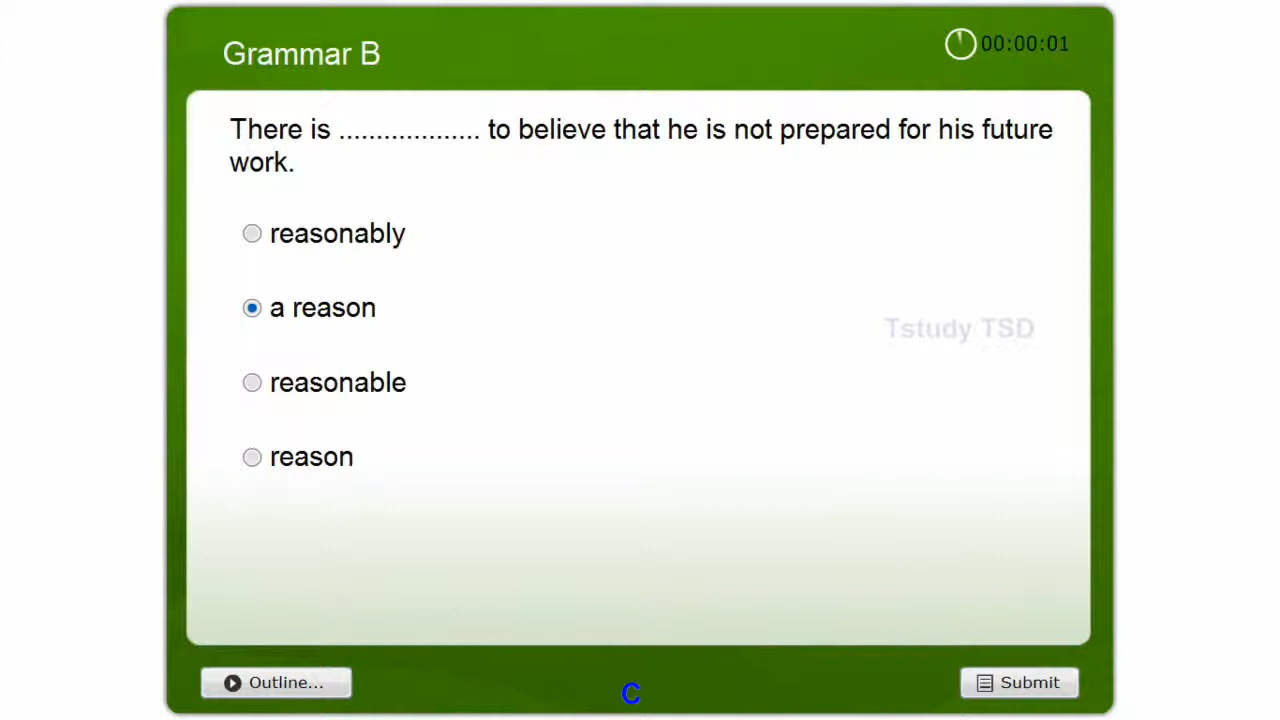 Grammar B
00:00:01
There is ................... to believe that he is not prepared for his future
work.
reasonably
a reason
Tstudy TSD
reasonable
reason
Outline...
C
Submit